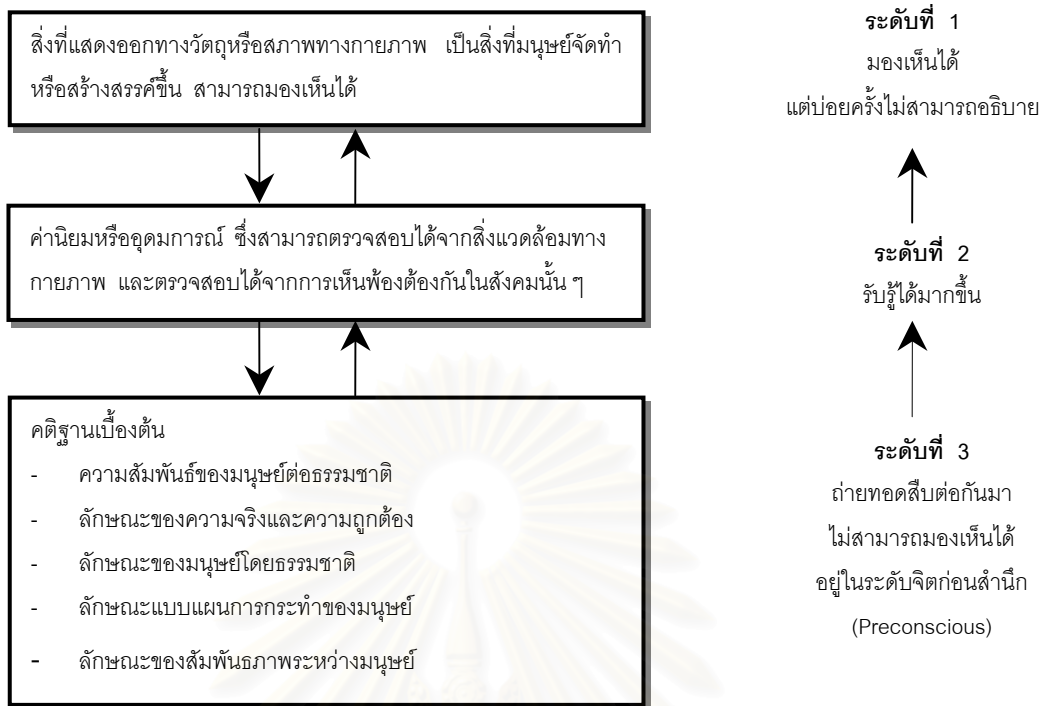 สิ่งที่แสดงออกทางวัตถุหรือสภาพทางกายภาพ เป็นสิ่งที่มนุษย์จัดทำ
หรือสร้างสรรค์ขึ้น สามารถมองเห็นได้
ระดับที่ 1
มองเห็นได้
แต่บ่อยครั้งไม่สามารถอธิบาย
ค่านิยมหรืออุดมการณ์ ซึ่งสามารถตรวจสอบได้จากสิ่งแวดล้อมทาง
กายภาพ และตรวจสอบได้จากการเห็นพ้องต้องกันในสังคมนั้น ๆ
ระดับที่ 2
รับรู้ได้มากขึ้น
คติฐานเบื้องต้น
- ความสัมพันธ์ของมนุษย์ต่อธรรมชาติ
- ลักษณะของความจริงและความถูกต้อง
- ลักษณะของมนุษย์โดยธรรมชาติ
- ลักษณะแบบแผนการกระทำของมนุษย์
- ลักษณะของสัมพันธภาพระหว่างมนุษย์
ระดับที่ 3
ถ่ายทอดสืบต่อกันมา
ไม่สามารถมองเห็นได้
อยู่ในระดับจิตก่อนสำนึก
(Preconscious)